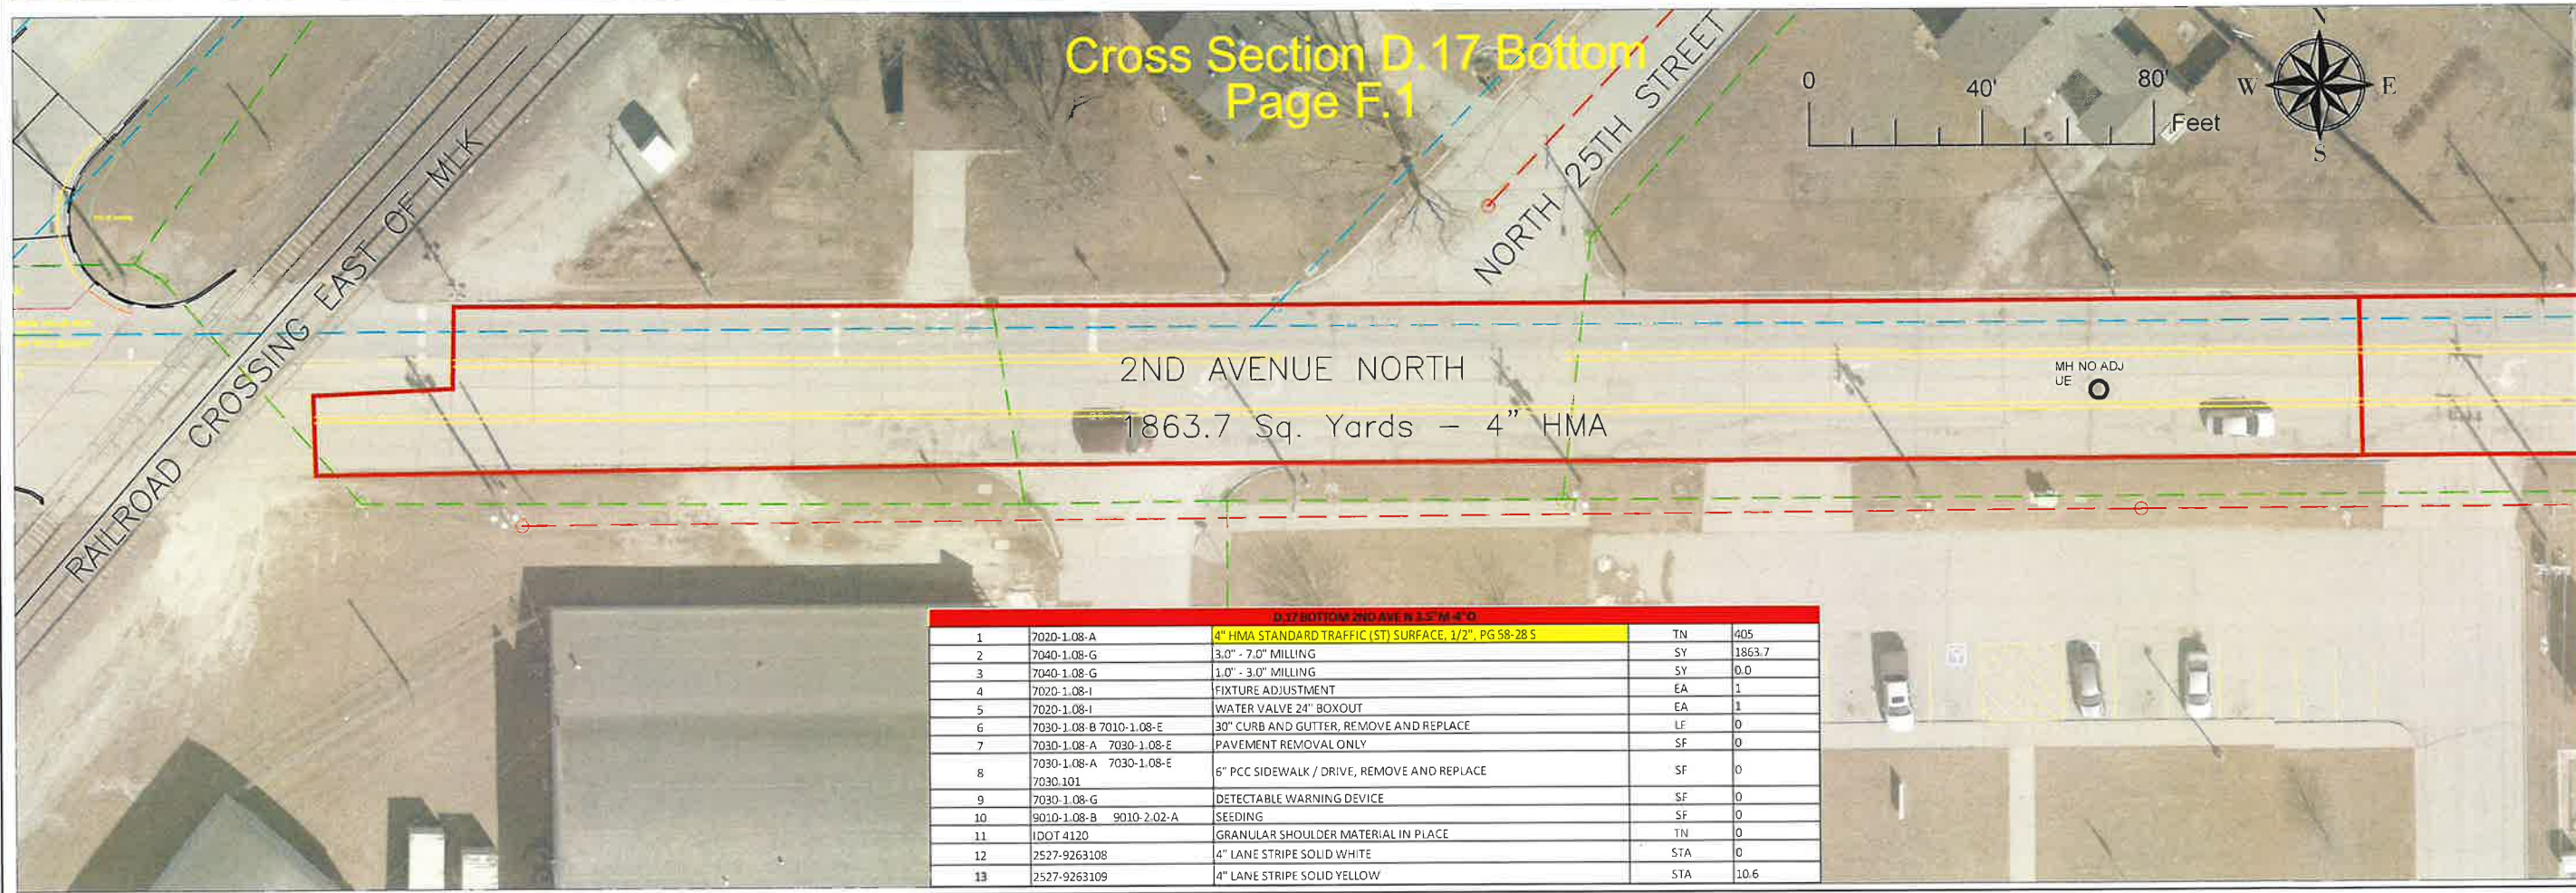 Cross Section D.17 Bottom
Page F.1
N
W E
S
0 40' 80'
Feet
RAILROAD CROSSING EAST OF MLK
NORTH 25TH STREET
2ND AVENUE NORTH
1863.7 Sq. Yards – 4" HMA
MH NO ADJ
UE
D.17 BOTTOM 2ND AVE N 3.5"M-4"O
1 7020-1.08-A 4" HMA STANDARD TRAFFIC (ST) SURFACE, 1/2", PG 58-28 S TN 405
2 7040-1.08-G 3.0" - 7.0" MILLING SY 1863.7
3 7040-1.08-G 1.0" - 3.0" MILLING SY 0.0
4 7020-1.08-I FIXTURE ADJUSTMENT EA 1
5 7020-1.08-I WATER VALVE 24" BOXOUT EA 1
6 7030-1.08-B 7010-1.08-E 30" CURB AND GUTTER, REMOVE AND REPLACE LF 0
7 7030-1.08-A 7030-1.08-E PAVEMENT REMOVAL ONLY SF 0
8 7030-1.08-A 7030-1.08-E 6" PCC SIDEWALK / DRIVE, REMOVE AND REPLACE SF 0
7030.101
9 7030-1.08-G DETECTABLE WARNING DEVICE SF 0
10 9010-1.08-B 9010-2.02-A SEEDING SF 0
11 IDOT 4120 GRANULAR SHOULDER MATERIAL IN PLACE TN 0
12 2527-9263108 4" LANE STRIPE SOLID WHITE STA 0
13 2527-9263109 4" LANE STRIPE SOLID YELLOW STA 10.6